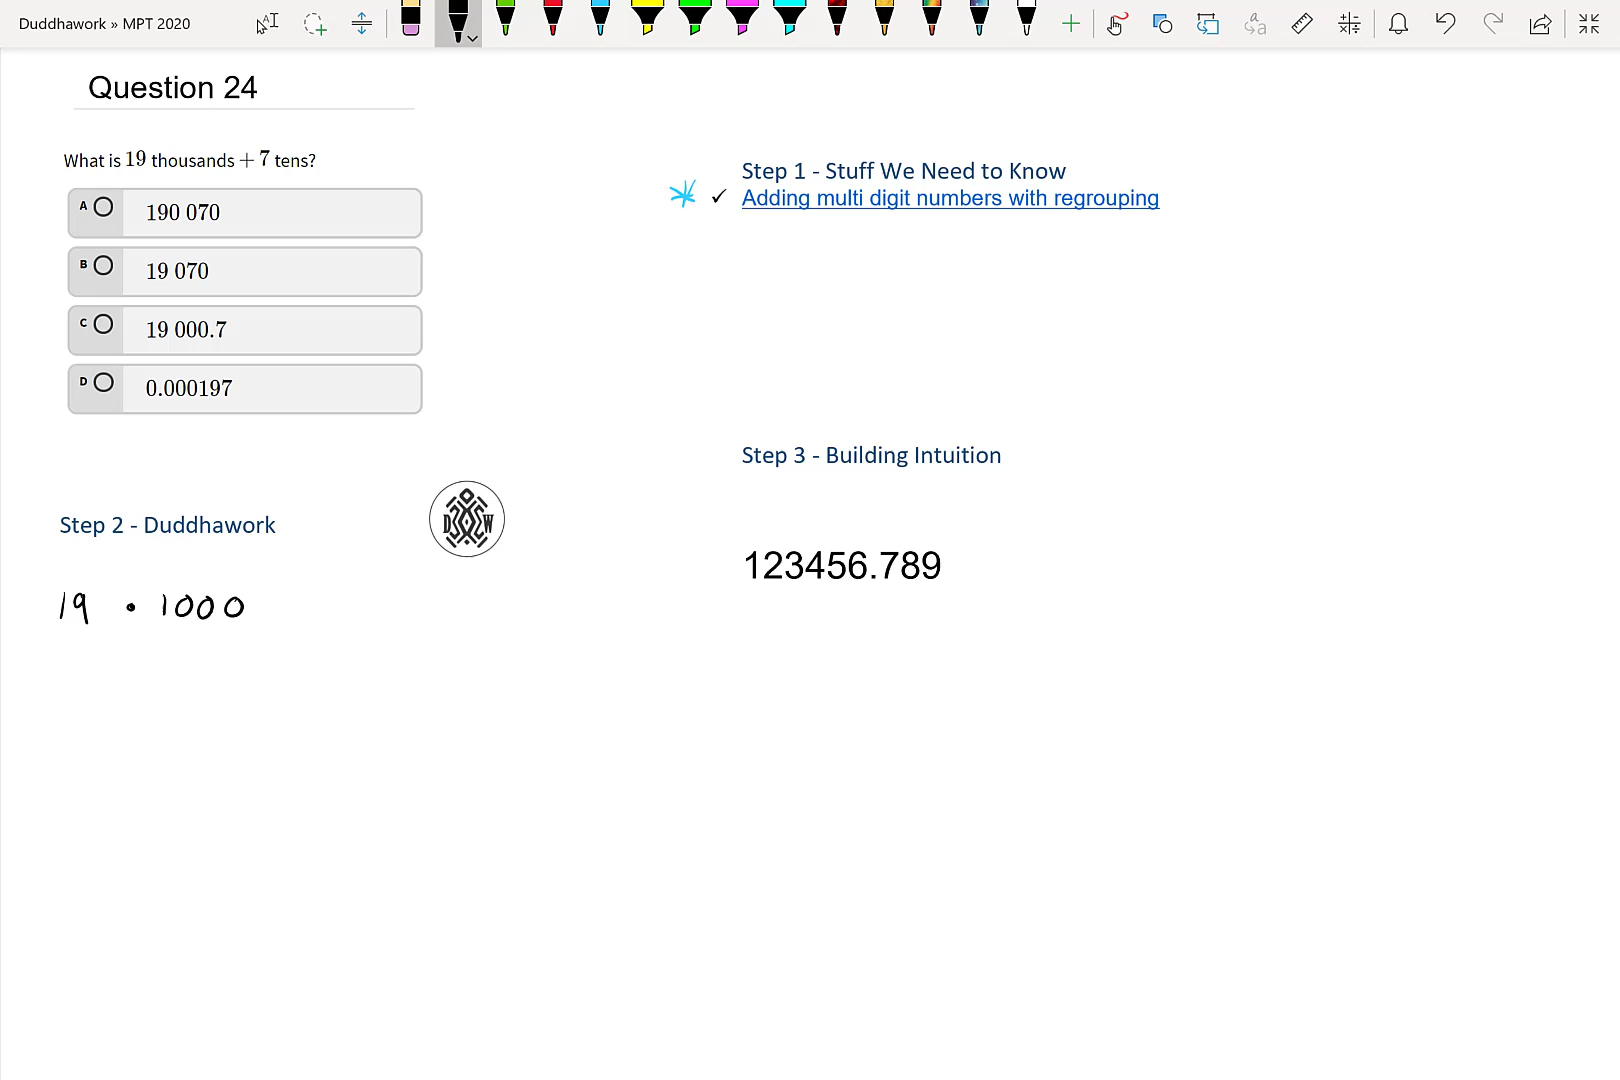 Duddhawork » MPT 2020
Question 24
What is 19 thousands + 7 tens?
A 190 070
B 19 070
C 19 000.7
D 0.000197
Step 1 - Stuff We Need to Know
✓ Adding multi digit numbers with regrouping
Step 2 - Duddhawork
D W
19 · 1000
Step 3 - Building Intuition
123456.789